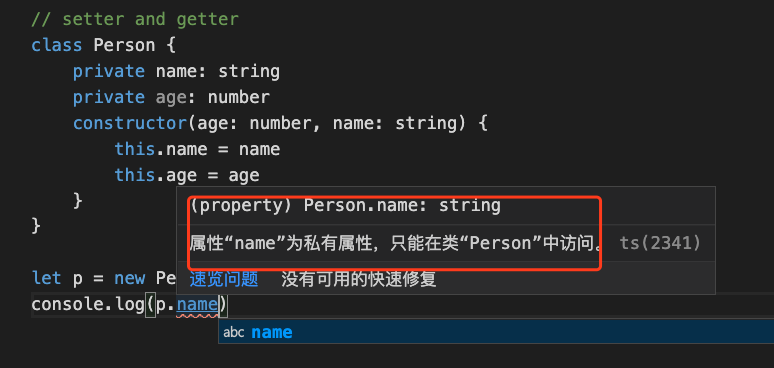 // setter and getter
class Person {
    private name: string
    private age: number
    constructor(age: number, name: string) {
        this.name = name
        this.age = age
    }
(property) Person.name: string
}
属性“name”为私有属性，只能在类“Person”中访问。 ts(2341)
let p = new Pe
速览问题 没有可用的快速修复
console.log(p.name)
abc name